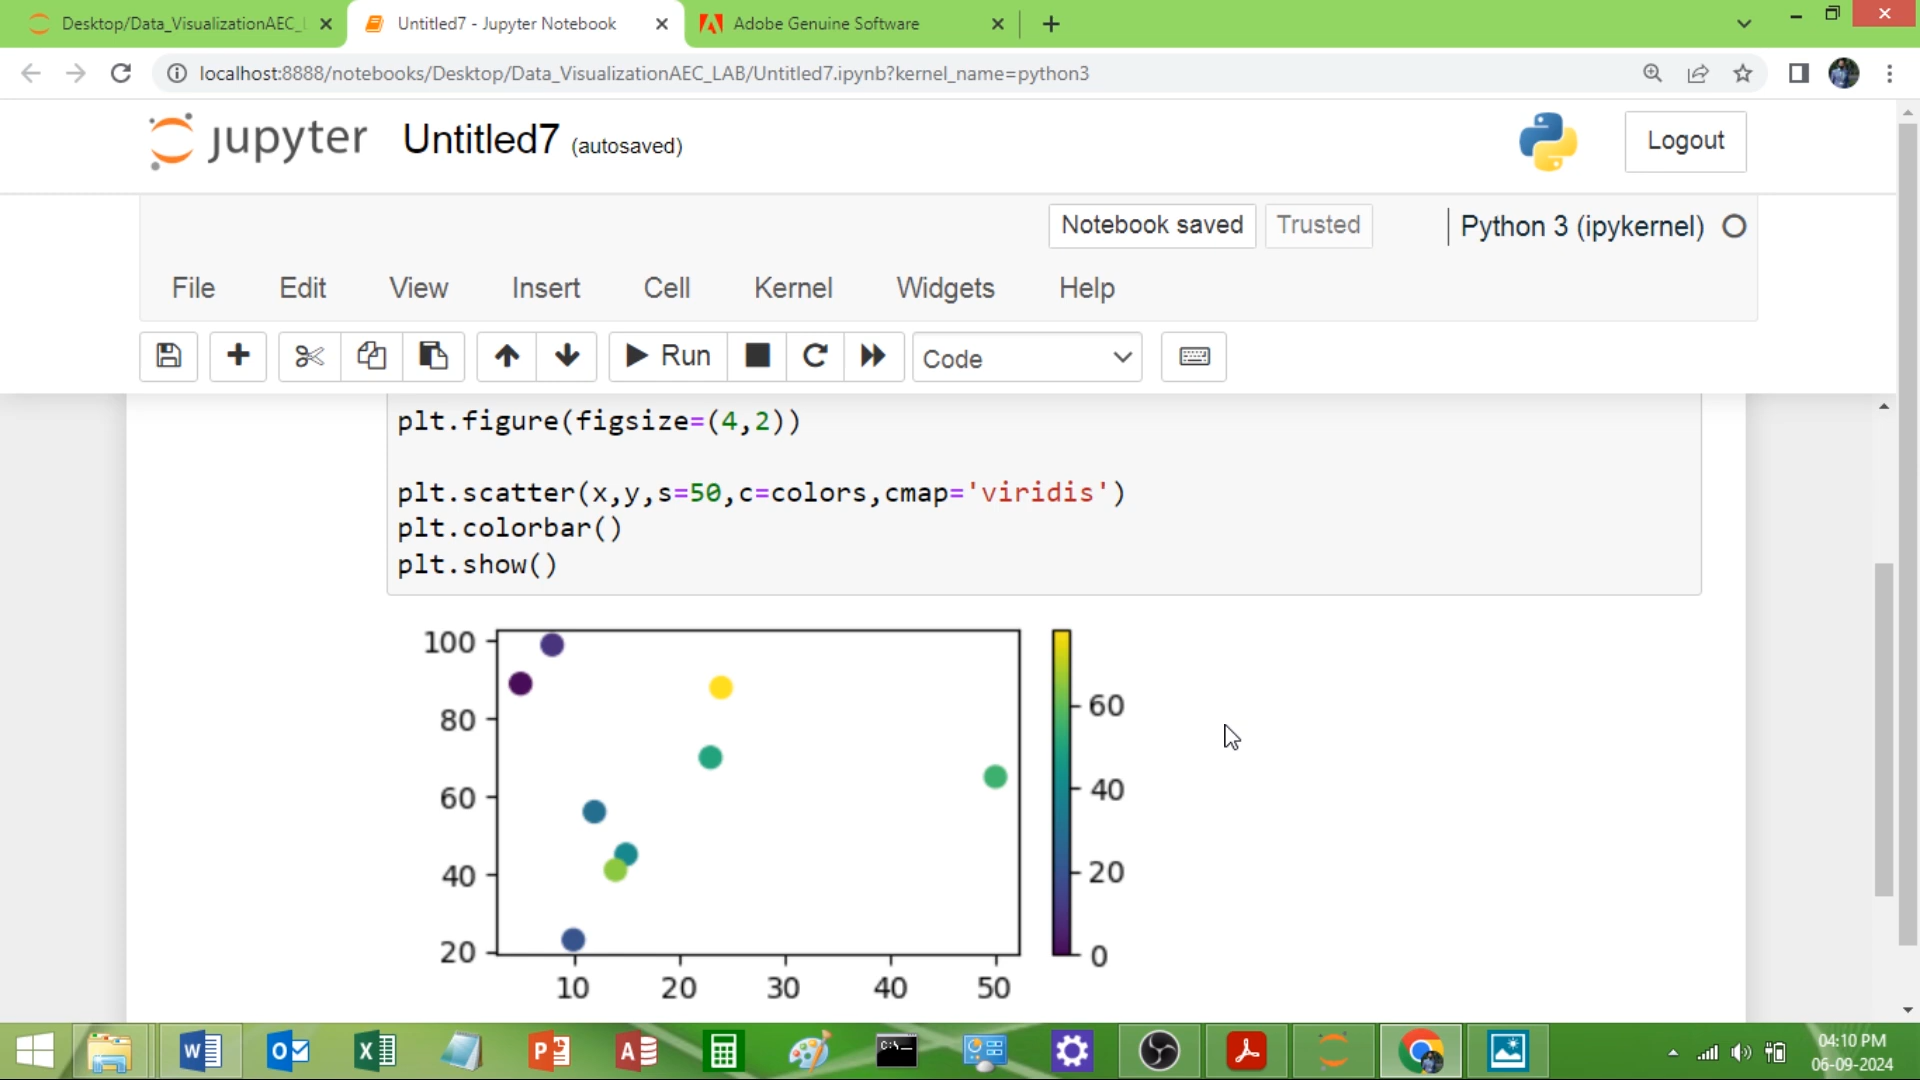 Desktop/Data_VisualizationAEC_L
Untitled7 - Jupyter Notebook
Adobe Genuine Software
localhost:8888/notebooks/Desktop/Data_VisualizationAEC_LAB/Untitled7.ipynb?kernel_name=python3
jupyter Untitled7 (autosaved)
Logout
Notebook saved Trusted Python 3 (ipykernel)
File Edit View Insert Cell Kernel Widgets Help
Run Code
plt.figure(figsize=(4,2))
plt.scatter(x,y,s=50,c=colors,cmap='viridis')
plt.colorbar()
plt.show()
100
80
60
40
20
10 20 30 40 50
60
40
20
0
04:10 PM
06-09-2024